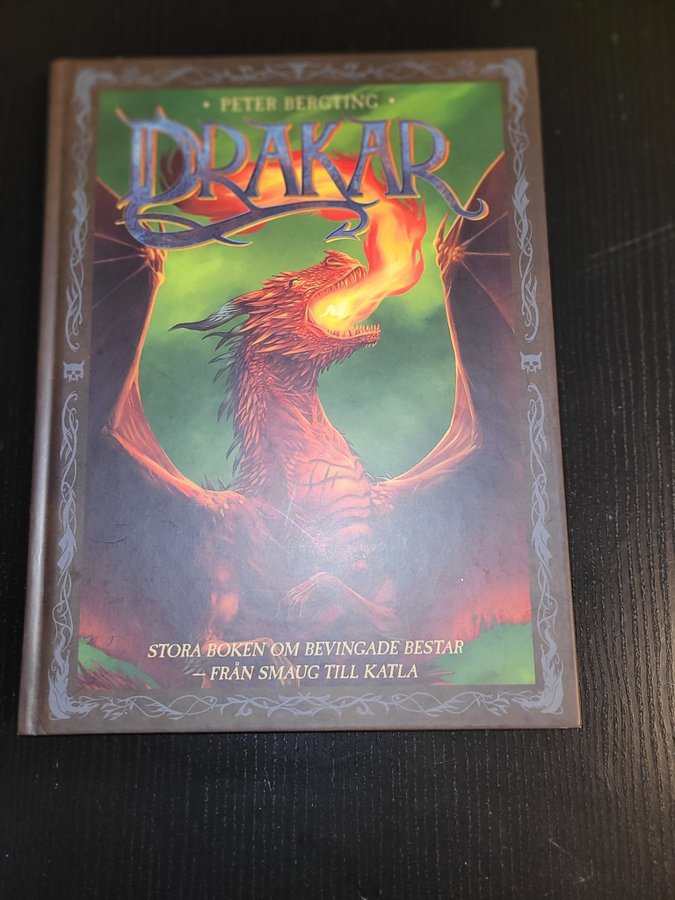 • PETER BERGTING •
DRAKAR
STORA BOKEN OM BEVINGADE BESTAR
– FRÅN SMAUG TILL KATLA